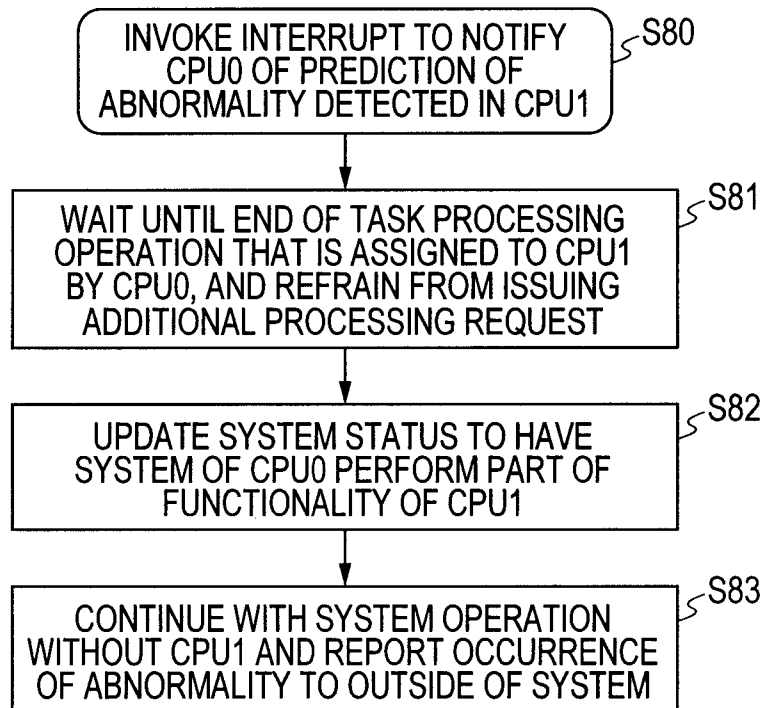 INVOKE INTERRUPT TO NOTIFY
CPU0 OF PREDICTION OF
ABNORMALITY DETECTED IN CPU1
S80
WAIT UNTIL END OF TASK PROCESSING
OPERATION THAT IS ASSIGNED TO CPU1
BY CPU0, AND REFRAIN FROM ISSUING
ADDITIONAL PROCESSING REQUEST
S81
UPDATE SYSTEM STATUS TO HAVE
SYSTEM OF CPU0 PERFORM PART OF
FUNCTIONALITY OF CPU1
S82
CONTINUE WITH SYSTEM OPERATION
WITHOUT CPU1 AND REPORT OCCURRENCE
OF ABNORMALITY TO OUTSIDE OF SYSTEM
S83